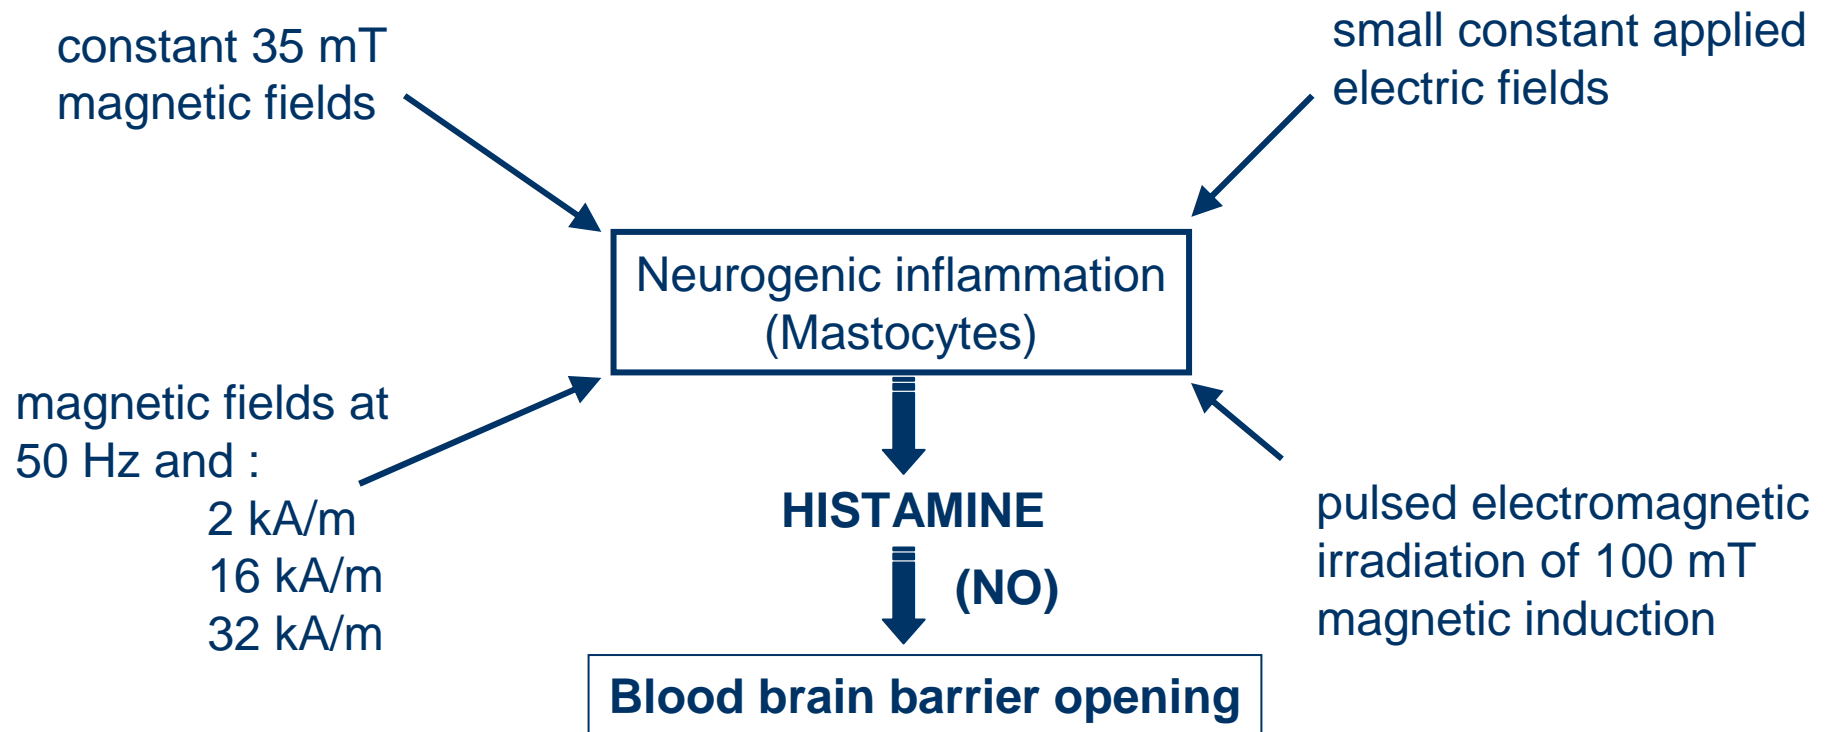 constant 35 mT
magnetic fields
small constant applied
electric fields
Neurogenic inflammation
(Mastocytes)
magnetic fields at
50 Hz and :
2 kA/m
16 kA/m
32 kA/m
HISTAMINE
(NO)
pulsed electromagnetic
irradiation of 100 mT
magnetic induction
Blood brain barrier opening